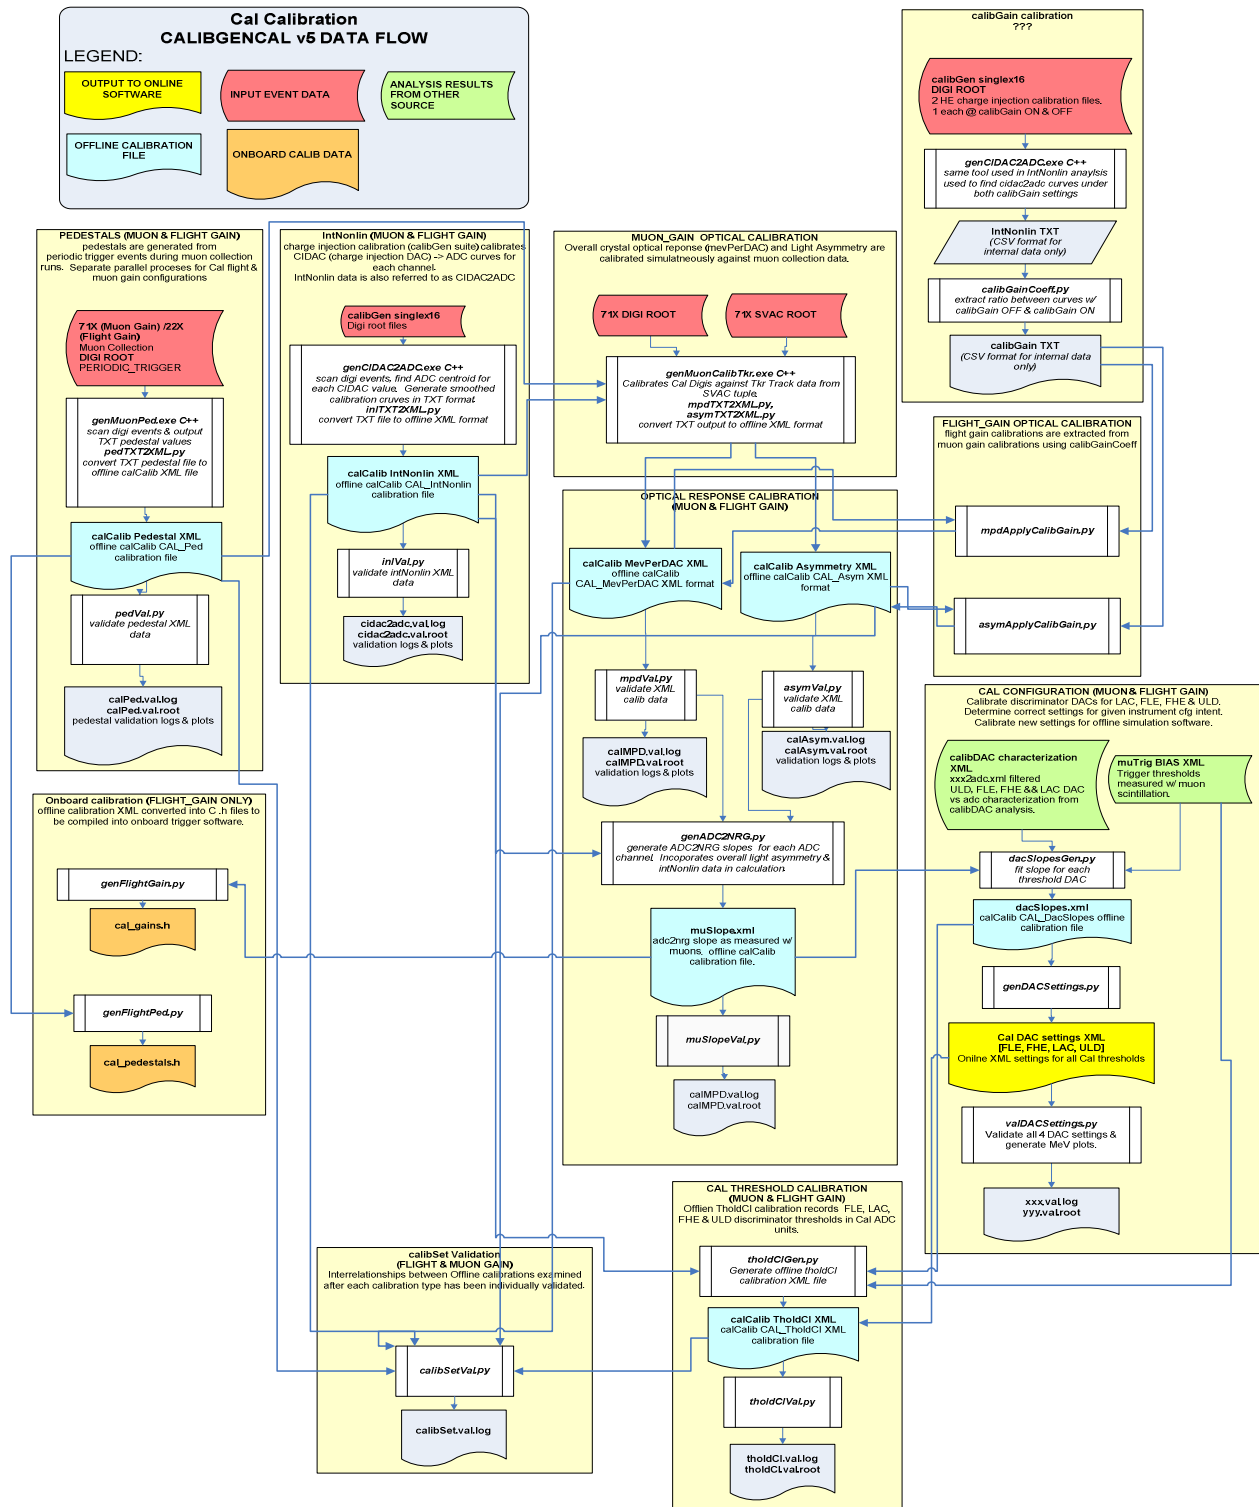 Cal Calibration
CALIBGENCAL v5 DATA FLOW
LEGEND:
OUTPUT TO ONLINE
SOFTWARE
INPUT EVENT DATA
ANALYSIS RESULTS
FROM OTHER
SOURCE
OFFLINE CALIBRATION
FILE
ONBOARD CALIB DATA
calibGain calibration
???
calibGen singlex16
DIGI ROOT
2 HE charge injection calibration files.
1 each @ calibGain ON & OFF
genCIDAC2ADC.exe C++
same tool used in IntNonlin anaylsis
used to find cidac2adc curves under
both calibGain settings
IntNonlin TXT
(CSV format for
internal data only)
calibGainCoeff.py
extract ratio between curves w/
calibGain OFF & calibGain ON
calibGain TXT
(CSV format for internal data
only)
PEDESTALS (MUON & FLIGHT GAIN)
pedestals are generated from
periodic trigger events during muon collection
runs. Separate parallel proceses for Cal flight &
muon gain configurations
71X (Muon Gain) /22X
(Flight Gain)
Muon Collection
DIGI ROOT
PERIODIC_TRIGGER
genMuonPed.exe C++
scan digi events & output
TXT pedestal values
pedTXT2XML.py
convert TXT pedestal file to
offline calCalib XML file
calCalib Pedestal XML
offline calCalib CAL_Ped
calibration file
pedVal.py
validate pedestal XML
data
calPed.val.log
calPed.val.root
pedestal validation logs & plots
IntNonlin (MUON & FLIGHT GAIN)
charge injection calibration (calibGen suite) calibrates
CIDAC (charge injection DAC) -> ADC curves for
each channel.
IntNonlin data is also referred to as CIDAC2ADC
calibGen singlex16
Digi root files
genCIDAC2ADC.exe C++
scan digi events, find ADC centroid for
each CIDAC value. Generate smoothed
calibration cruves in TXT format.
inlTXT2XML.py
convert TXT file to offline XML format
calCalib IntNonlin XML
offline calCalib CAL_IntNonlin
calibration file
inlVal.py
validate intNonlin XML
data
cidac2adc.val.log
cidac2adc.val.root
validation logs & plots
MUON_GAIN OPTICAL CALIBRATION
Overall crystal optical reponse (mevPerDAC) and Light Asymmetry are
calibrated simulatneously against muon collection data.
71X DIGI ROOT
71X SVAC ROOT
genMuonCalibTkr.exe C++
Calibrates Cal Digis against Tkr Track data from
SVAC tuple.
mpdTXT2XML.py,
asymTXT2XML.py
convert TXT output to offline XML format
FLIGHT_GAIN OPTICAL CALIBRATION
flight gain calibrations are extracted from
muon gain calibrations using calibGainCoeff
mpdApplyCalibGain.py
asymApplyCalibGain.py
OPTICAL RESPONSE CALIBRATION
(MUON & FLIGHT GAIN)
calCalib MevPerDAC XML
offline calCalib
CAL_MevPerDAC XML format
calCalib Asymmetry XML
offline calCalib CAL_Asym XML
format
mpdVal.py
validate XML
calib data
asymVal.py
validate XML
calib data
calMPD.val.log
calMPD.val.root
validation logs & plots
calAsym.val.log
calAsym.val.root
validation logs & plots
genADC2NRG.py
generate ADC2NRG slopes for each ADC
channel. Incoporates overall light asymmetry &
intNonlin data in calculation.
muSlope.xml
adc2nrg slope as measured w/
muons. offline calCalib
calibration file.
muSlopeVal.py
calMPD.val.log
calMPD.val.root
CAL CONFIGURATION (MUON & FLIGHT GAIN)
Calibrate discriminator DACs for LAC, FLE, FHE & ULD.
Determine correct settings for given instrument cfg intent.
Calibrate new settings for offline simulation software.
calibDAC characterization
XML
xxx2adc.xml filtered
ULD, FLE, FHE && LAC DAC
vs adc characterization from
calibDAC analysis.
muTrig BIAS XML
Trigger thresholds
measured w/ muon
scintillation.
dacSlopesGen.py
fit slope for each
threshold DAC
dacSlopes.xml
calCalib CAL_DacSlopes offline
calibration file
genDACSettings.py
Cal DAC settings XML
[FLE, FHE, LAC, ULD]
Onilne XML settings for all Cal thresholds
valDACSettings.py
Validate all 4 DAC settings &
generate MeV plots.
xxx.val.log
yyy.val.root
Onboard calibration (FLIGHT_GAIN ONLY)
offline calibration XML converted into C .h files to
be compiled into onboard trigger software.
genFlightGain.py
cal_gains.h
genFlightPed.py
cal_pedestals.h
CAL THRESHOLD CALIBRATION
(MUON & FLIGHT GAIN)
Offlien TholdCI calibration records FLE, LAC,
FHE & ULD discriminator thresholds in Cal ADC
units.
tholdCIGen.py
Generate offline tholdCI
calibration XML file
calCalib TholdCI XML
calCalib CAL_TholdCI XML
calibration file
tholdCIVal.py
tholdCI.val.log
tholdCI.val.root
calibSet Validation
(FLIGHT & MUON GAIN)
Interrelationships between Offline calibrations examined
after each calibration type has been individually validated.
calibSetVal.py
calibSet.val.log